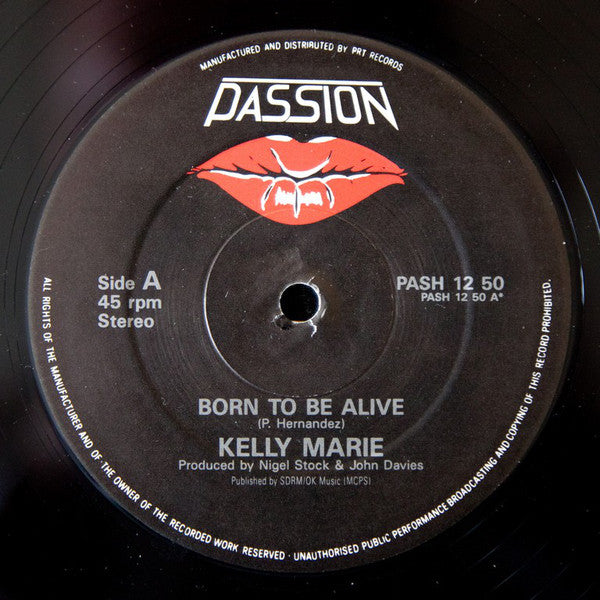 MANUFACTURED AND DISTRIBUTED BY PRT RECORDS
PASSION
Side A
45 rpm
Stereo
PASH 12 50
PASH 12 50 A*
BORN TO BE ALIVE
(P. Hernandez)
KELLY MARIE
Produced by Nigel Stock & John Davies
Published by SDRM/OK Music (MCPS)
ALL RIGHTS OF THE MANUFACTURER AND OF THE OWNER OF THE RECORDED WORK RESERVED · UNAUTHORISED PUBLIC PERFORMANCE BROADCASTING AND COPYING OF THIS RECORD PROHIBITED.